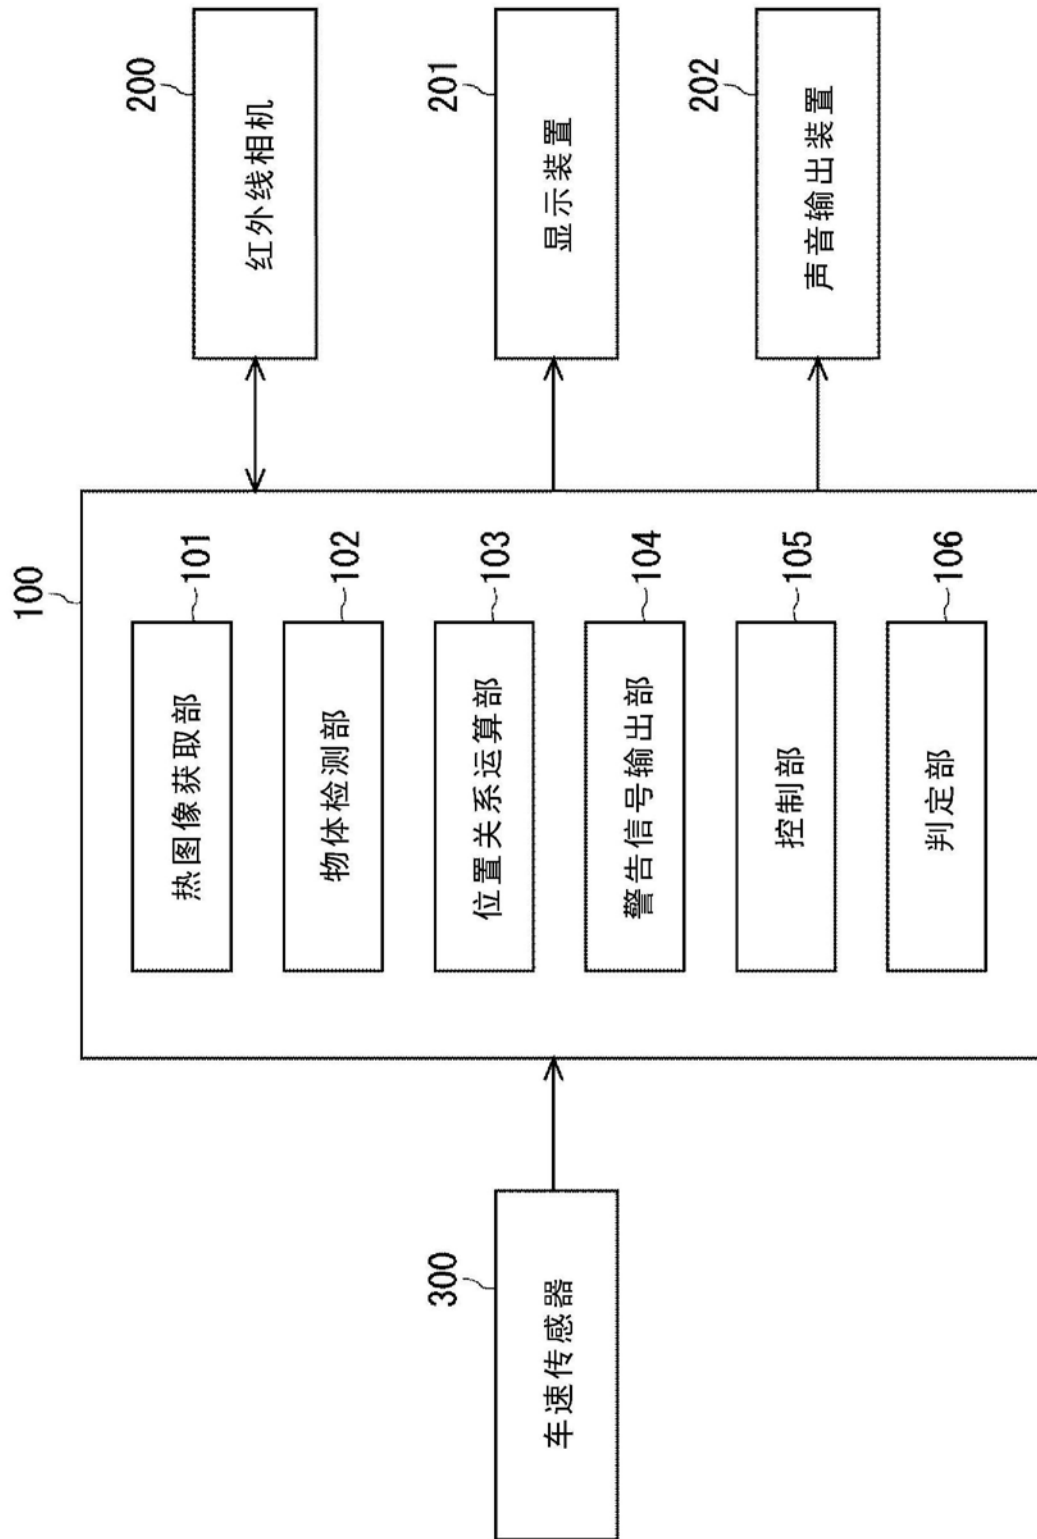 100
热图像获取部
101
物体检测部
102
位置关系运算部
103
警告信号输出部
104
控制部
105
判定部
106
车速传感器
300
红外线相机
200
显示装置
201
声音输出装置
202